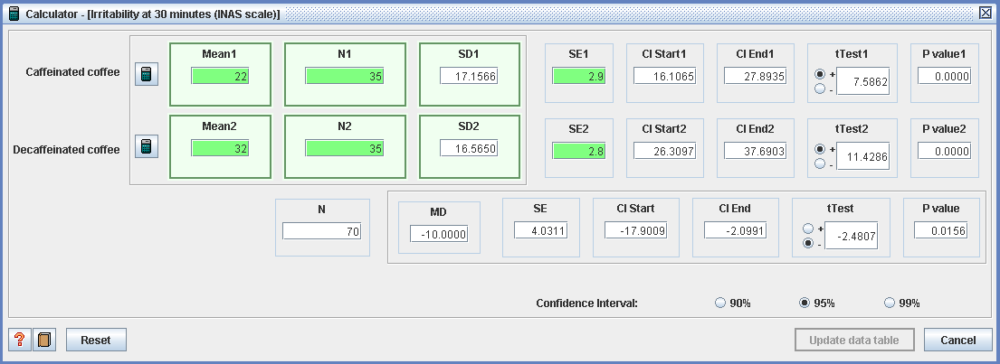 Calculator - [Irritability at 30 minutes (INAS scale)]
Mean1 N1 SD1 SE1 CI Start1 CI End1 tTest1 P value1
Caffeinated coffee 22 35 17.1566 2.9 16.1065 27.8935 + - 7.5862 0.0000
Mean2 N2 SD2 SE2 CI Start2 CI End2 tTest2 P value2
Decaffeinated coffee 32 35 16.5650 2.8 26.3097 37.6903 + - 11.4286 0.0000
N MD SE CI Start CI End tTest P value
70 -10.0000 4.0311 -17.9009 -2.0991 + - -2.4807 0.0156
Confidence Interval: 90% 95% 99%
? Reset Update data table Cancel